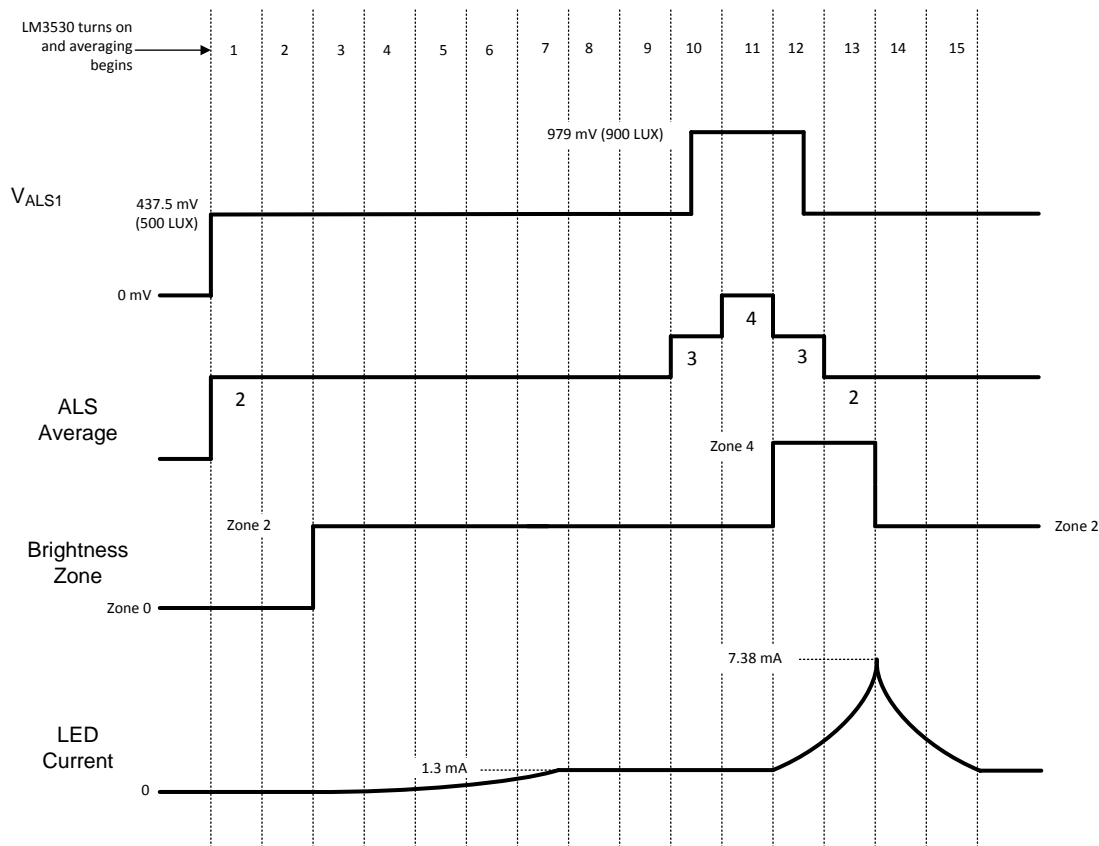 LM3530 turns on
and averaging
begins
1 2 3 4 5 6 7 8 9 10 11 12 13 14 15
979 mV (900 LUX)
VALS1
437.5 mV
(500 LUX)
0 mV
4
3 3
2 2
ALS
Average
Zone 4
Zone 2 Zone 2
Brightness
Zone
Zone 0
7.38 mA
LED
Current
1.3 mA
0